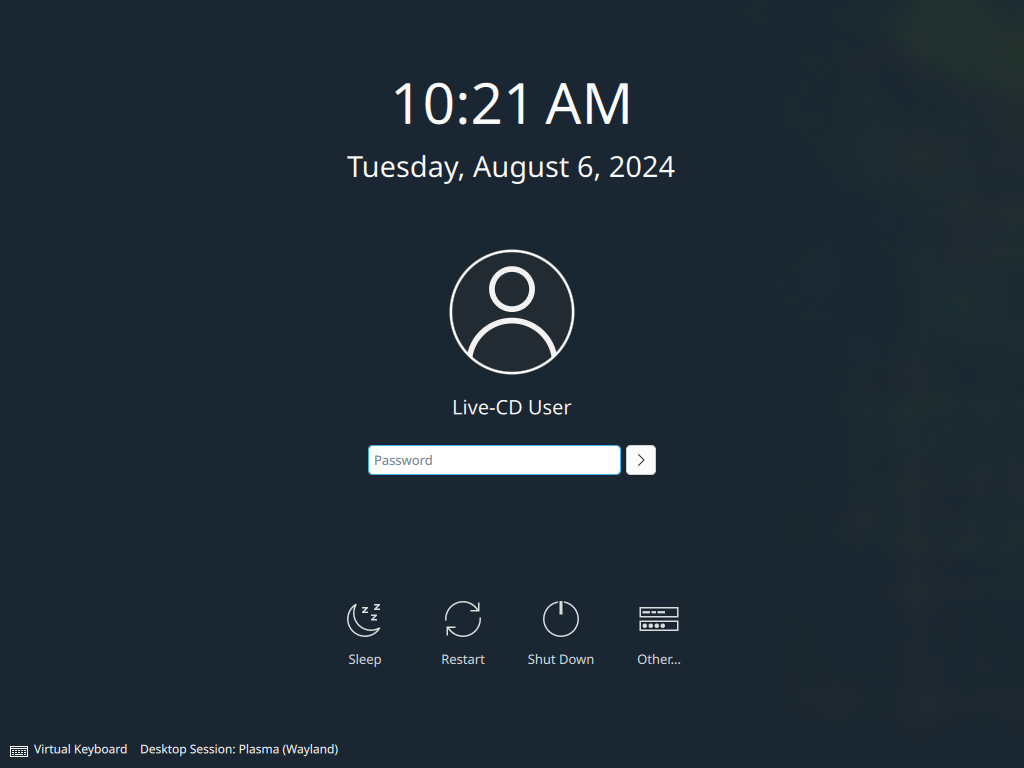 10:21 AM
Tuesday, August 6, 2024
Live-CD User
Password
Sleep
Restart
Shut Down
Other...
Virtual Keyboard
Desktop Session: Plasma (Wayland)